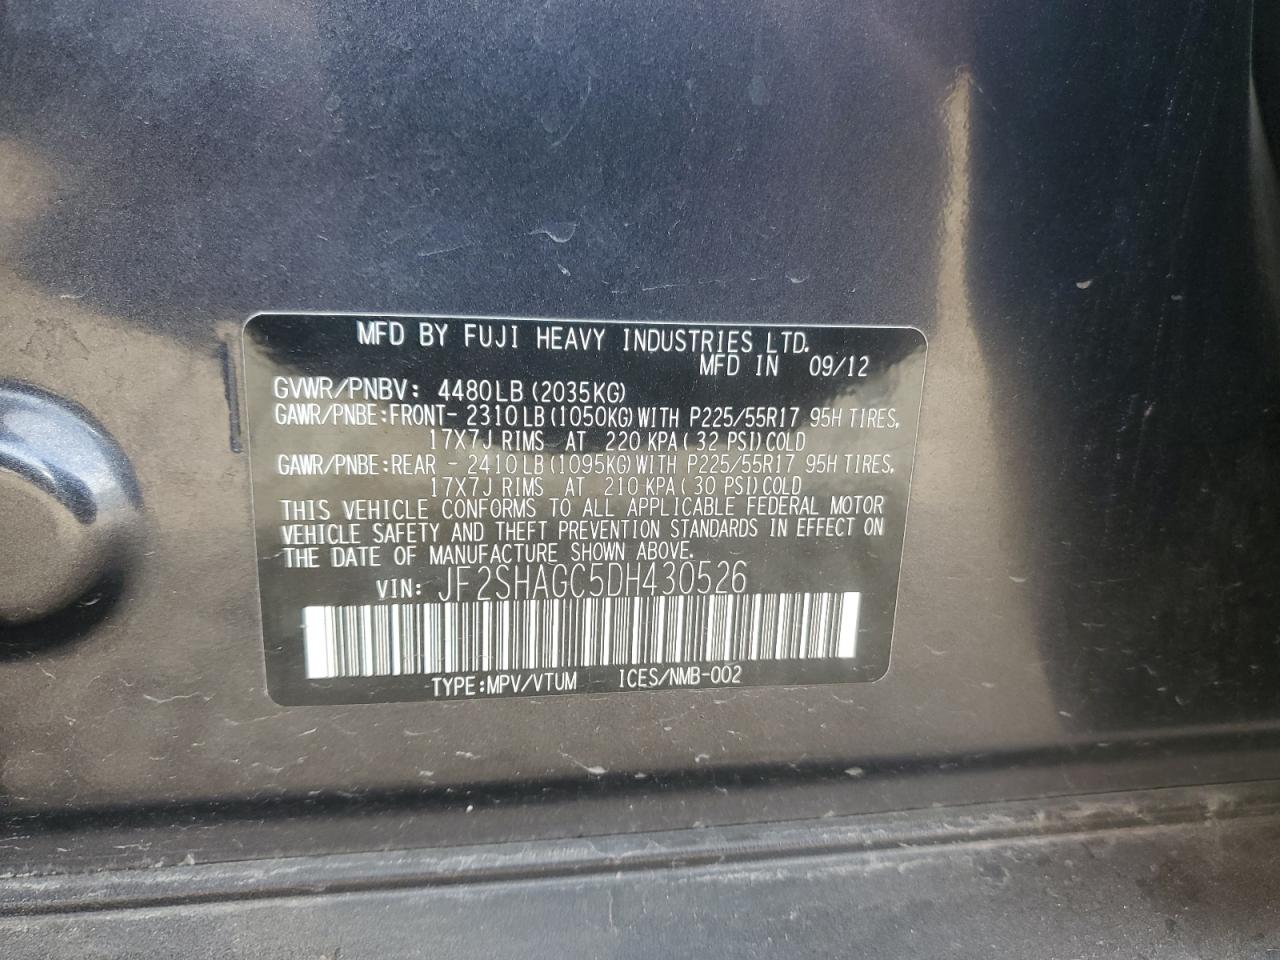 MFD BY FUJI HEAVY INDUSTRIES LTD.
MFD IN 09/12
GVWR/PNBV: 4480LB(2035KG)
GAWR/PNBE:FRONT- 2310LB(1050KG)WITH P225/55R17 95H TIRES,
17X7J RIMS AT 220 KPA(32 PSI)COLD
GAWR/PNBE:REAR - 2410LB(1095KG)WITH P225/55R17 95H TIRES,
17X7J RIMS AT 210 KPA(30 PSI)COLD
THIS VEHICLE CONFORMS TO ALL APPLICABLE FEDERAL MOTOR
VEHICLE SAFETY AND THEFT PREVENTION STANDARDS IN EFFECT ON
THE DATE OF MANUFACTURE SHOWN ABOVE.
VIN: JF2SHAGC5DH430526
TYPE:MPV/VTUM ICES/NMB-002